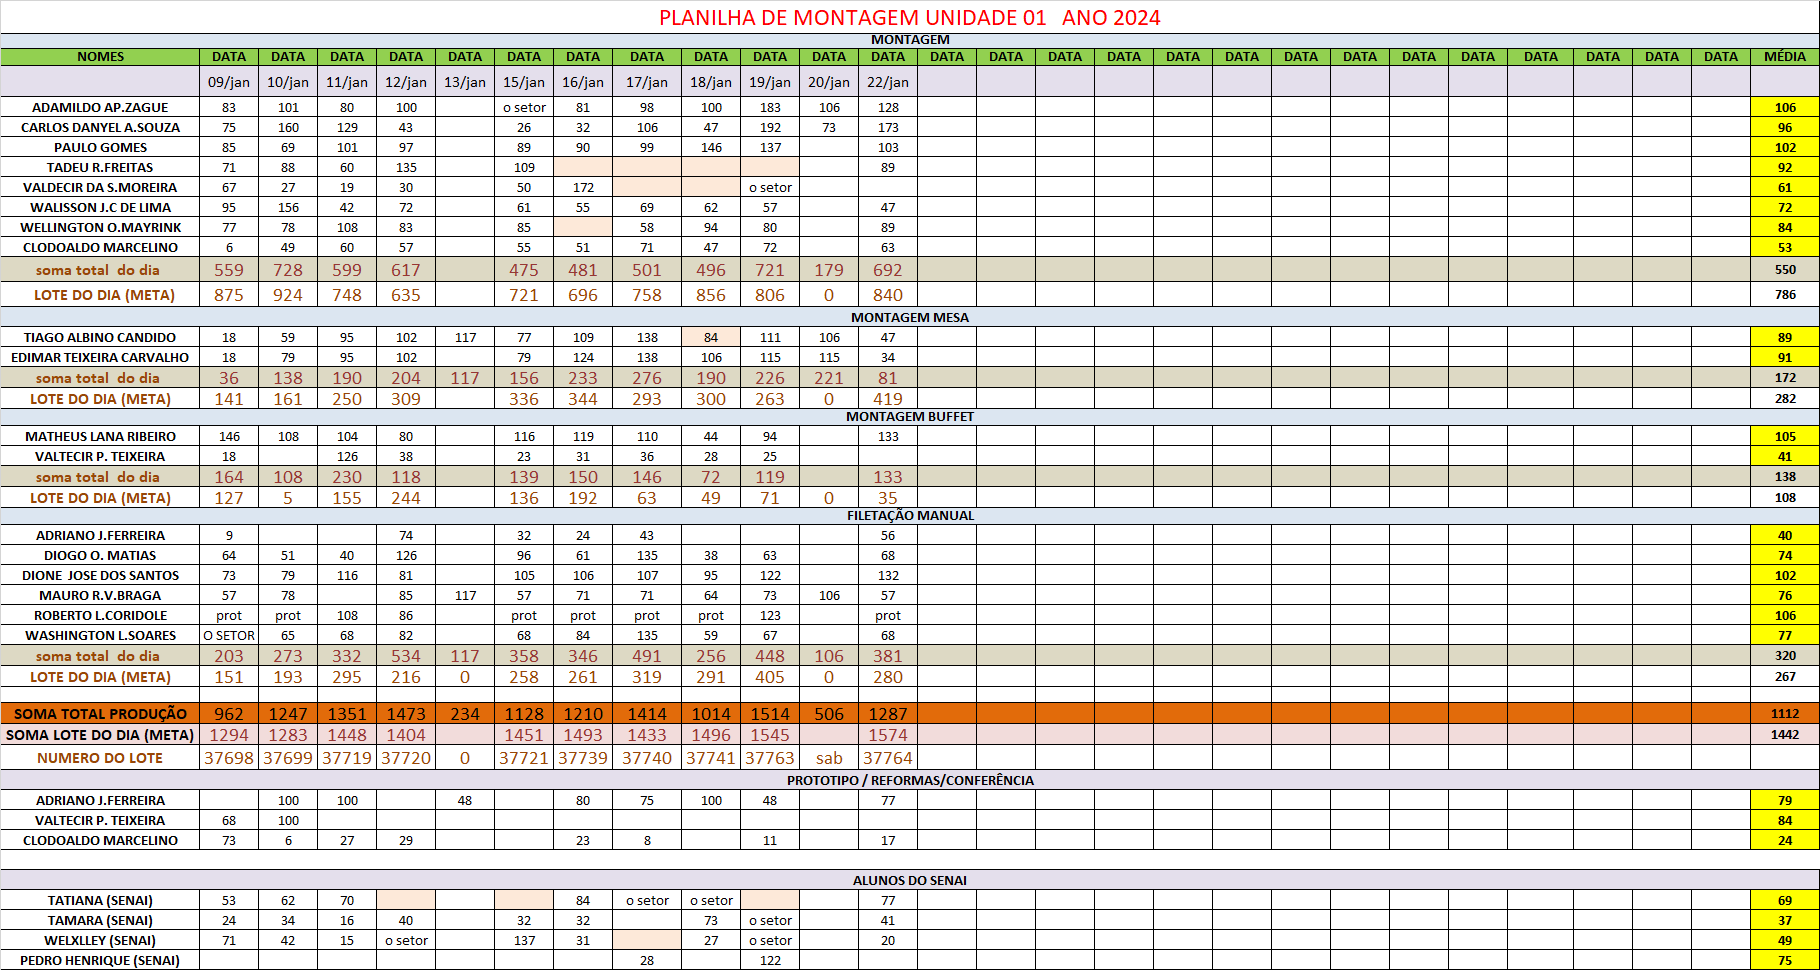 PLANILHA DE MONTAGEM UNIDADE 01 ANO 2024
MONTAGEM
NOMES DATA DATA DATA DATA DATA DATA DATA DATA DATA DATA DATA DATA DATA DATA DATA DATA DATA DATA DATA DATA DATA DATA DATA DATA DATA DATA MÉDIA
09/jan 10/jan 11/jan 12/jan 13/jan 15/jan 16/jan 17/jan 18/jan 19/jan 20/jan 22/jan
ADAMILDO AP.ZAGUE 83 101 80 100 o setor 81 98 100 183 106 128 106
CARLOS DANYEL A.SOUZA 75 160 129 43 26 32 106 47 192 73 173 96
PAULO GOMES 85 69 101 97 89 90 99 146 137 103 102
TADEU R.FREITAS 71 88 60 135 109 89 92
VALDECIR DA S.MOREIRA 67 27 19 30 50 172 o setor 61
WALISSON J.C DE LIMA 95 156 42 72 61 55 69 62 57 47 72
WELLINGTON O.MAYRINK 77 78 108 83 85 58 94 80 89 84
CLODOALDO MARCELINO 6 49 60 57 55 51 71 47 72 63 53
soma total do dia 559 728 599 617 475 481 501 496 721 179 692 550
LOTE DO DIA (META) 875 924 748 635 721 696 758 856 806 0 840 786
MONTAGEM MESA
TIAGO ALBINO CANDIDO 18 59 95 102 117 77 109 138 84 111 106 47 89
EDIMAR TEIXEIRA CARVALHO 18 79 95 102 79 124 138 106 115 115 34 91
soma total do dia 36 138 190 204 117 156 233 276 190 226 221 81 172
LOTE DO DIA (META) 141 161 250 309 336 344 293 300 263 0 419 282
MONTAGEM BUFFET
MATHEUS LANA RIBEIRO 146 108 104 80 116 119 110 44 94 133 105
VALTECIR P. TEIXEIRA 18 126 38 23 31 36 28 25 41
soma total do dia 164 108 230 118 139 150 146 72 119 133 138
LOTE DO DIA (META) 127 5 155 244 136 192 63 49 71 0 35 108
FILETAÇÃO MANUAL
ADRIANO J.FERREIRA 9 74 32 24 43 56 40
DIOGO O. MATIAS 64 51 40 126 96 61 135 38 63 68 74
DIONE JOSE DOS SANTOS 73 79 116 81 105 106 107 95 122 132 102
MAURO R.V.BRAGA 57 78 85 117 57 71 71 64 73 106 57 76
ROBERTO L.CORIDOLE prot prot 108 86 prot prot prot prot 123 prot 106
WASHINGTON L.SOARES O SETOR 65 68 82 68 84 135 59 67 68 77
soma total do dia 203 273 332 534 117 358 346 491 256 448 106 381 320
LOTE DO DIA (META) 151 193 295 216 0 258 261 319 291 405 0 280 267
SOMA TOTAL PRODUÇÃO 962 1247 1351 1473 234 1128 1210 1414 1014 1514 506 1287 1112
SOMA LOTE DO DIA (META) 1294 1283 1448 1404 1451 1493 1433 1496 1545 1574 1442
NUMERO DO LOTE 37698 37699 37719 37720 0 37721 37739 37740 37741 37763 sab 37764
PROTOTIPO / REFORMAS/CONFERÊNCIA
ADRIANO J.FERREIRA 100 100 48 80 75 100 48 77 79
VALTECIR P. TEIXEIRA 68 100 84
CLODOALDO MARCELINO 73 6 27 29 23 8 11 17 24
ALUNOS DO SENAI
TATIANA (SENAI) 53 62 70 84 o setor o setor 77 69
TAMARA (SENAI) 24 34 16 40 32 32 73 o setor 41 37
WELXLLEY (SENAI) 71 42 15 o setor 137 31 27 o setor 20 49
PEDRO HENRIQUE (SENAI) 28 122 75